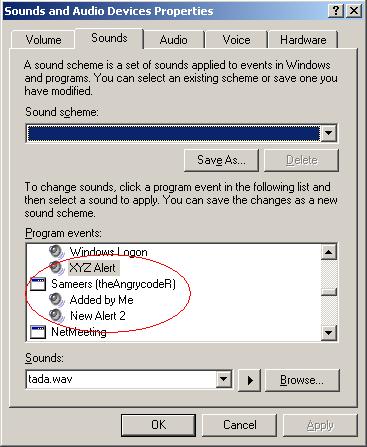 Sounds and Audio Devices Properties
Volume Sounds Audio Voice Hardware
A sound scheme is a set of sounds applied to events in Windows
and programs. You can select an existing scheme or save one you
have modified.
Sound scheme:
Save As... Delete
To change sounds, click a program event in the following list and
then select a sound to apply. You can save the changes as a new
sound scheme.
Program events:
Windows Logon
XYZ Alert
Sameers (theAngrycodeR)
Added by Me
New Alert 2
NetMeeting
Sounds:
tada.wav Browse...
OK Cancel Apply